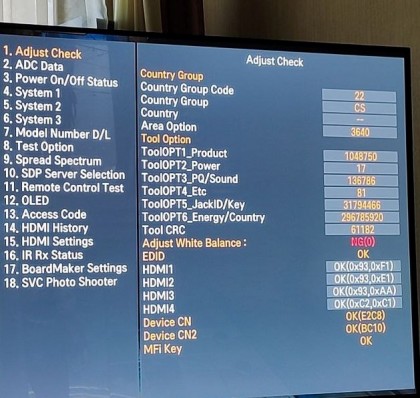 Adjust Check
1. Adjust Check
2. ADC Data
3. Power On/Off Status
4. System 1
5. System 2
6. System 3
7. Model Number D/L
8. Test Option
9. Spread Spectrum
10. SDP Server Selection
11. Remote Control Test
12. OLED
13. Access Code
14. HDMI History
15. HDMI Settings
16. IR Rx Status
17. BoardMaker Settings
18. SVC Photo Shooter
Country Group
Country Group Code 22
Country Group CS
Country --
Area Option 3640
Tool Option
ToolOPT1_Product 1048750
ToolOPT2_Power 17
ToolOPT3_PQ/Sound 136786
ToolOPT4_Etc 81
ToolOPT5_JackID/Key 31794466
ToolOPT6_Energy/Country 296785920
Tool CRC 61182
Adjust White Balance : NG(0)
EDID OK
HDMI1 OK(0x93,0xF1)
HDMI2 OK(0x93,0xE1)
HDMI3 OK(0x93,0xAA)
HDMI4 OK(0xC2,0xC1)
Device CN OK(E2C8)
Device CN2 OK(BC10)
MFi Key OK